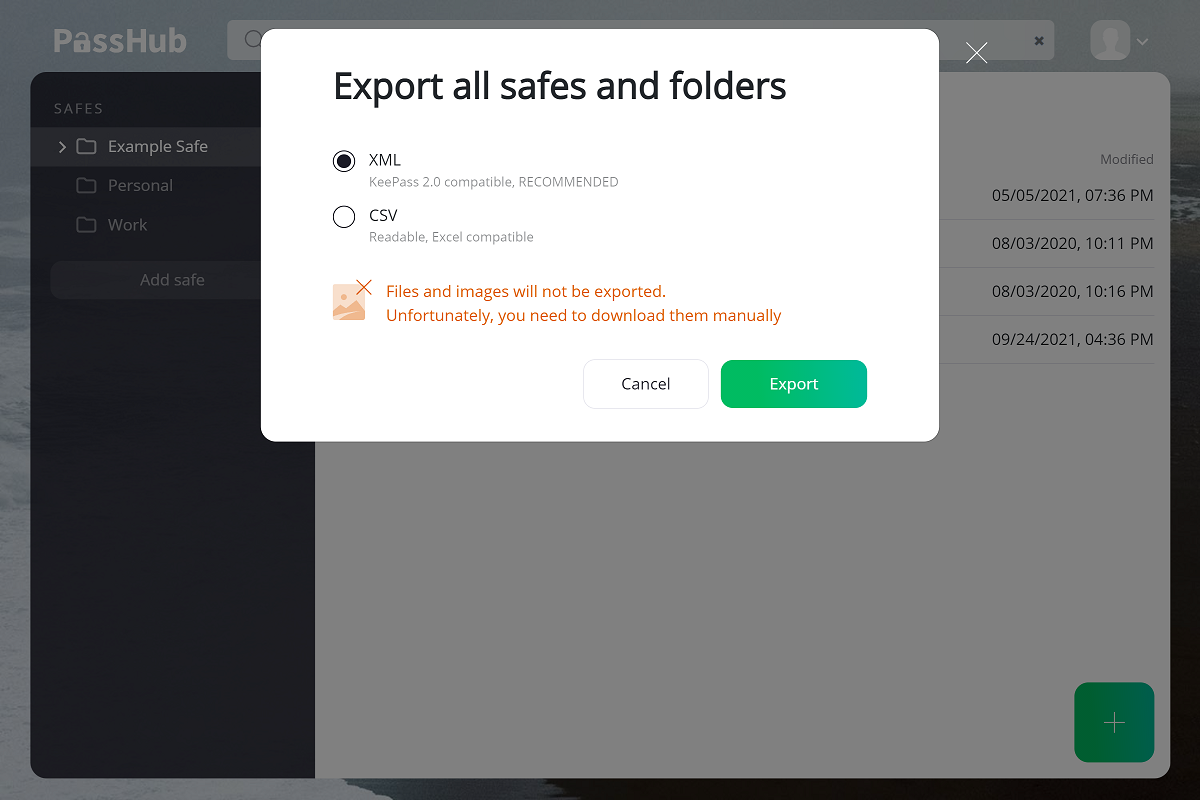 PassHub
Export all safes and folders
SAFES
Example Safe
Personal
Work
Add safe
XML
KeePass 2.0 compatible, RECOMMENDED
CSV
Readable, Excel compatible
Files and images will not be exported.
Unfortunately, you need to download them manually
Cancel
Export
Modified
05/05/2021, 07:36 PM
08/03/2020, 10:11 PM
08/03/2020, 10:16 PM
09/24/2021, 04:36 PM